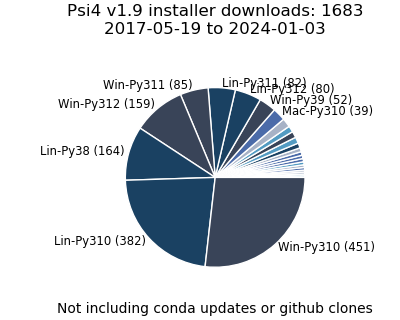 Psi4 v1.9 installer downloads: 1683
2017-05-19 to 2024-01-03
Win-Py311 (85)
Lin-Py311 (82)
Lin-Py312 (80)
Win-Py312 (159)
Win-Py39 (52)
Mac-Py310 (39)
Lin-Py38 (164)
Lin-Py310 (382)
Win-Py310 (451)
Not including conda updates or github clones